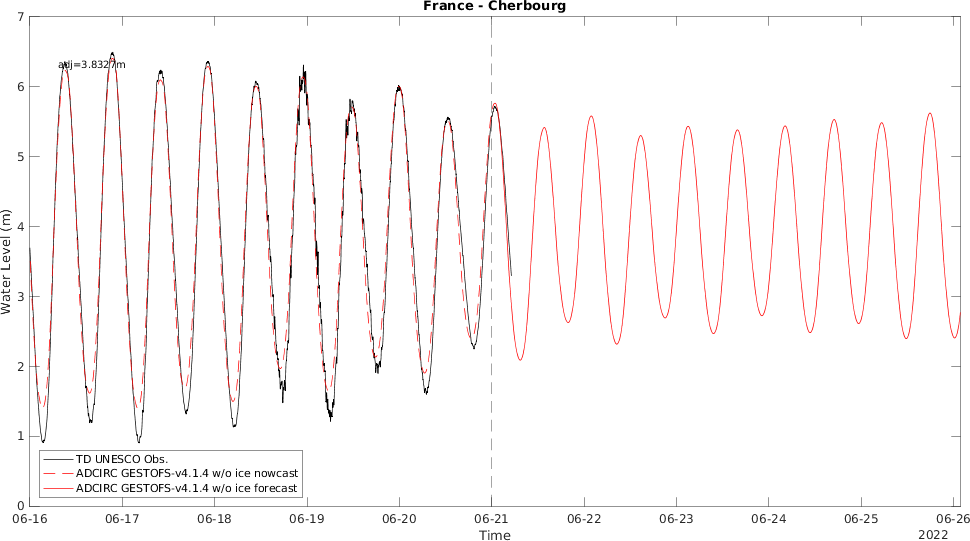 France - Cherbourg
7
6
5
4
3
2
1
0
Water Level (m)
adj=3.8327m
TD UNESCO Obs.
ADCIRC GESTOFS-v4.1.4 w/o ice nowcast
ADCIRC GESTOFS-v4.1.4 w/o ice forecast
06-16 06-17 06-18 06-19 06-20 06-21 06-22 06-23 06-24 06-25 06-26
Time
2022